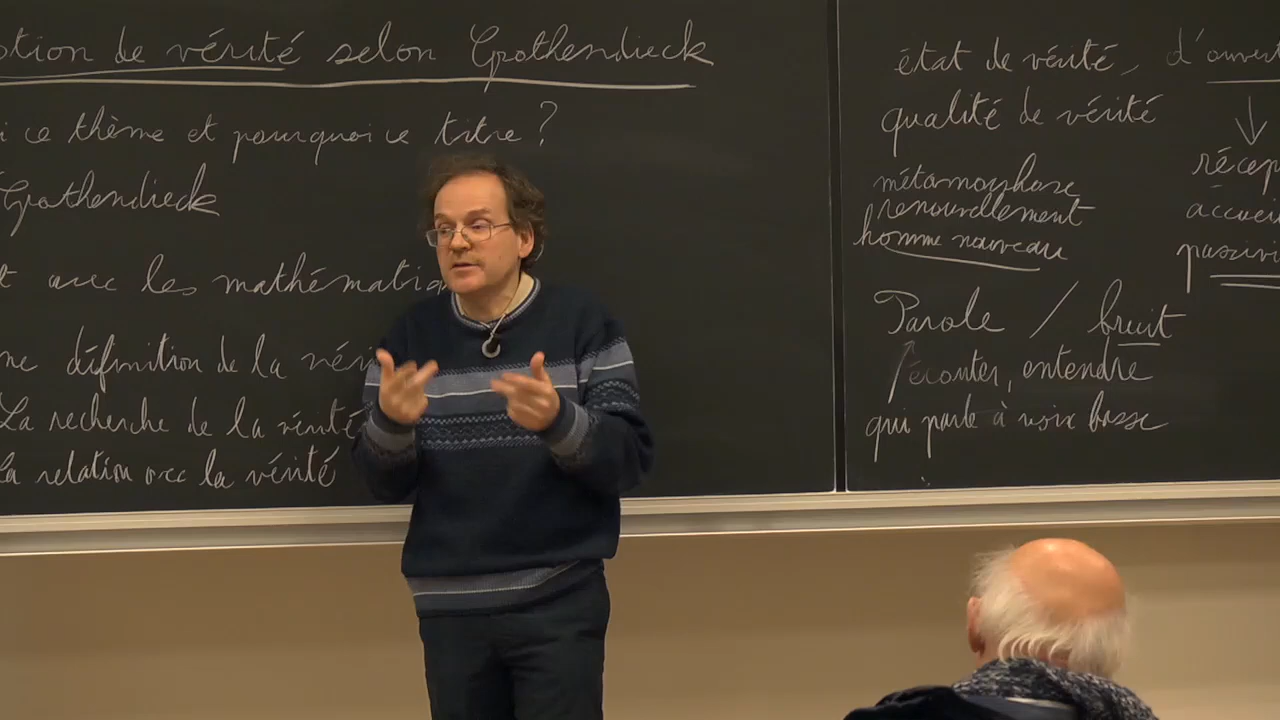 otion de vérité selon Grothendieck
i ce thème et pourquoi ce titre ?
Grothendieck
t avec les mathématiq
ne définition de la véri
La recherche de la vérité
la relation avec la vérité
état de vérité, d'ouvert
qualité de vérité
métamorphose
renouvellement
homme nouveau
récep
accuei
passivi
Parole / bruit
écouter, entendre
qui parle à voix basse